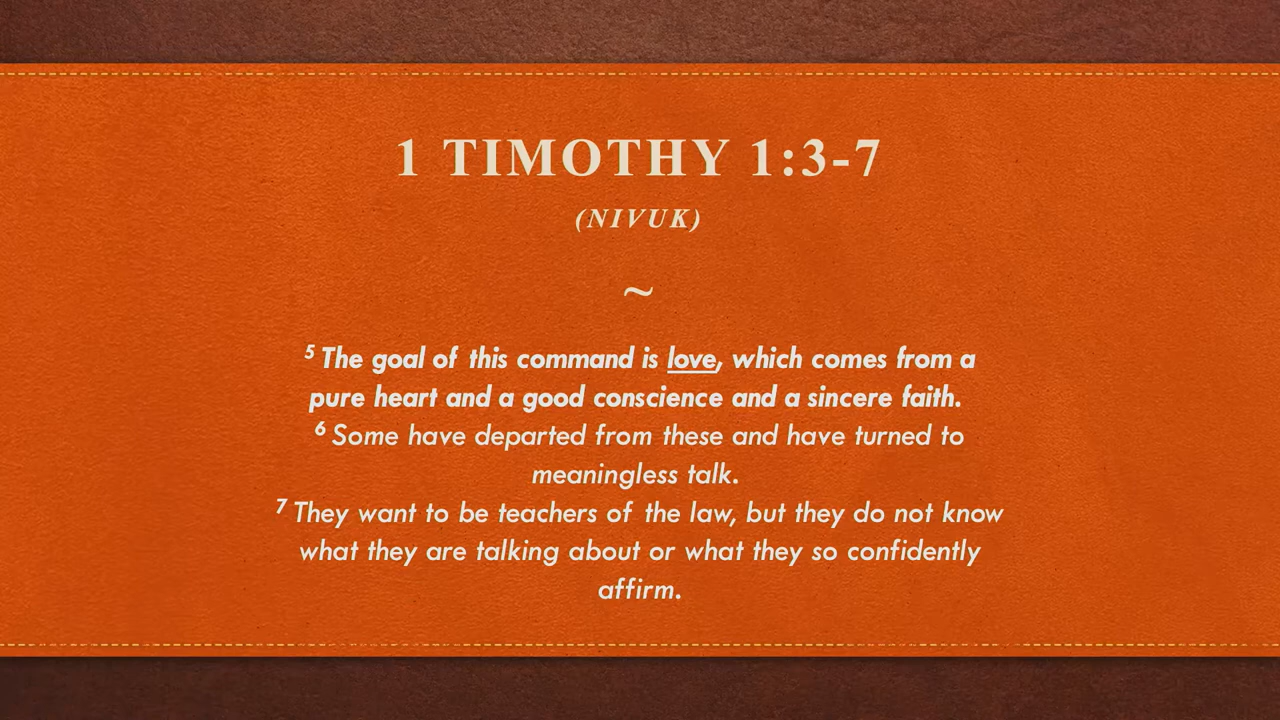 1 TIMOTHY 1:3-7
(NIVUK)
~
5 The goal of this command is love, which comes from a
pure heart and a good conscience and a sincere faith.
6 Some have departed from these and have turned to
meaningless talk.
7 They want to be teachers of the law, but they do not know
what they are talking about or what they so confidently
affirm.